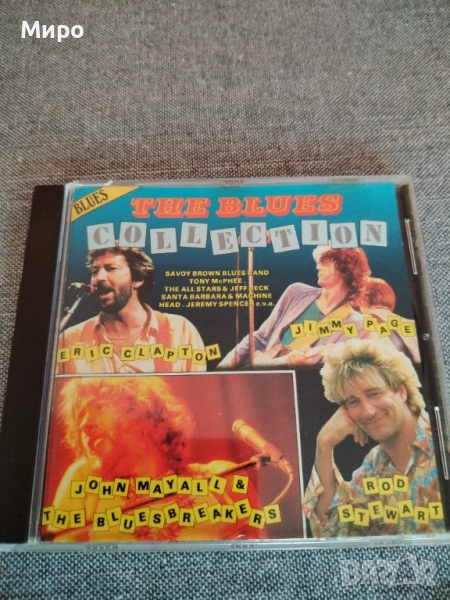 Миро
BLUES
THE BLUES
COLLECTION
SAVOY BROWN BLUES BAND
TONY McPHEE .
THE ALL STARS & JEFF BECK
SANTA BARBARA & MACHINE
HEAD . JEREMY SPENCER e.v.a.
ERIC CLAPTON
JIMMY PAGE
JOHN MAYALL &
THE BLUESBREAKERS
ROD
STEWART
БАZАР